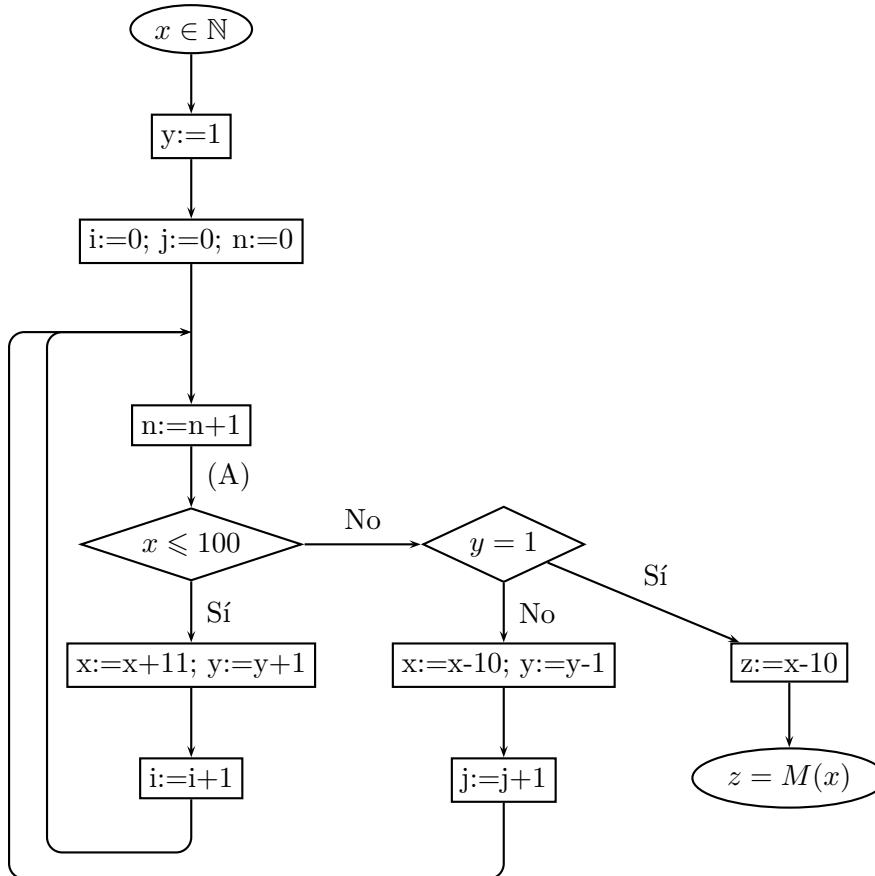 x ∈ ℕ
y:=1
i:=0; j:=0; n:=0
n:=n+1
(A)
x ⩽ 100
No
y = 1
Sí
Sí
No
x:=x+11; y:=y+1
x:=x-10; y:=y-1
z:=x-10
i:=i+1
j:=j+1
z = M(x)